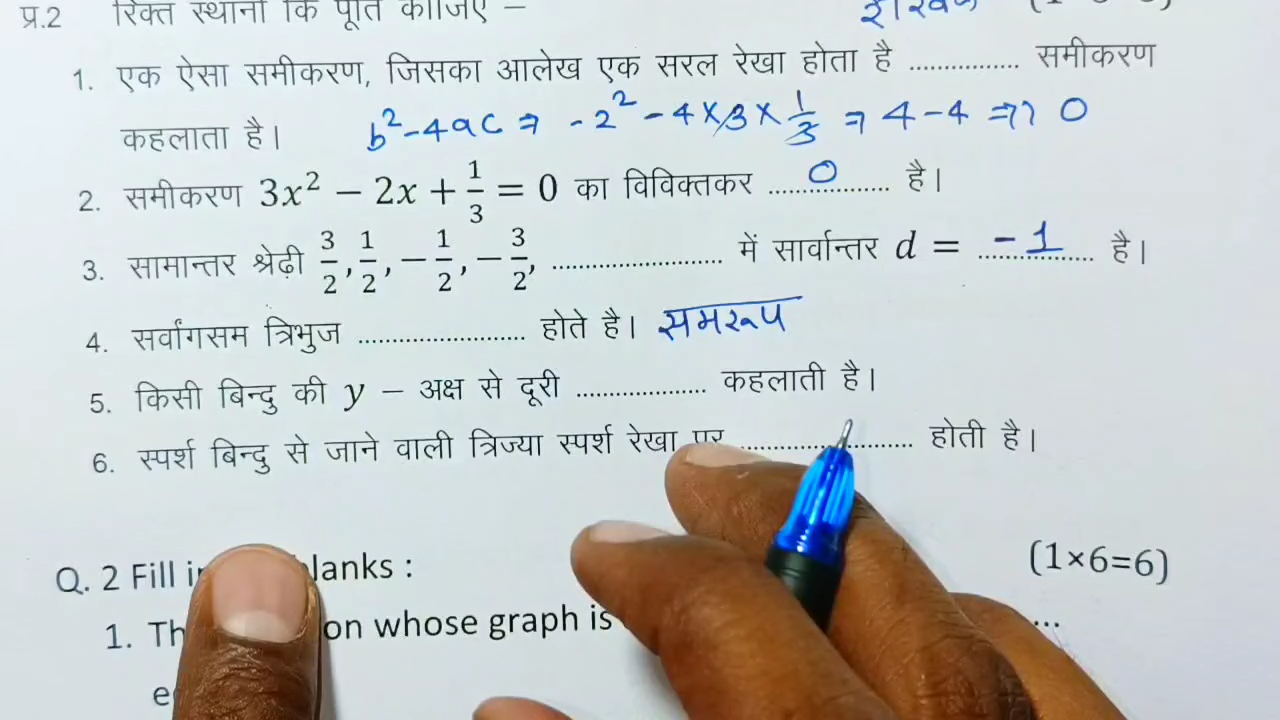 प्र.2 रिक्त स्थानों कि पूर्ति कीजिए –
1. एक ऐसा समीकरण, जिसका आलेख एक सरल रेखा होता है ................ समीकरण
कहलाता है। b²-4ac ⇒ -2² - 4×3×1/3 ⇒ 4-4 ⇒ 0
2. समीकरण 3x² − 2x + 1/3 = 0 का विविक्तकर ......0...... है।
3. सामान्तर श्रेढ़ी 3/2, 1/2, −1/2, −3/2, ........................ में सार्वान्तर d = ...-1... है।
4. सर्वांगसम त्रिभुज ........................ होते है। समरूप
5. किसी बिन्दु की y – अक्ष से दूरी .................. कहलाती है।
6. स्पर्श बिन्दु से जाने वाली त्रिज्या स्पर्श रेखा पर ........................ होती है।
Q. 2 Fill blanks : (1×6=6)
1. whose graph is ...